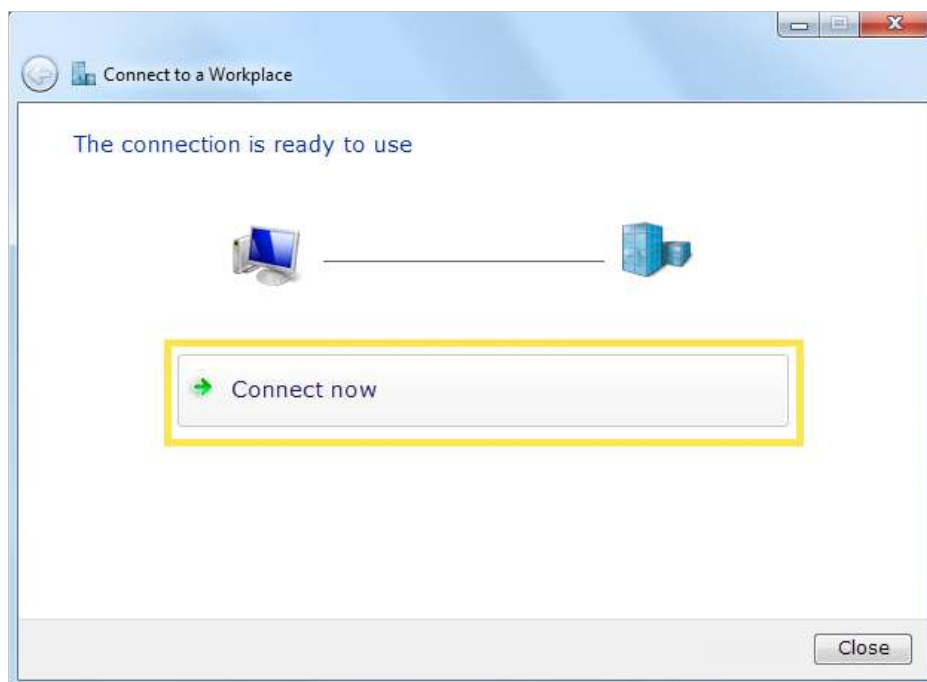 Connect to a Workplace
The connection is ready to use
Connect now
Close